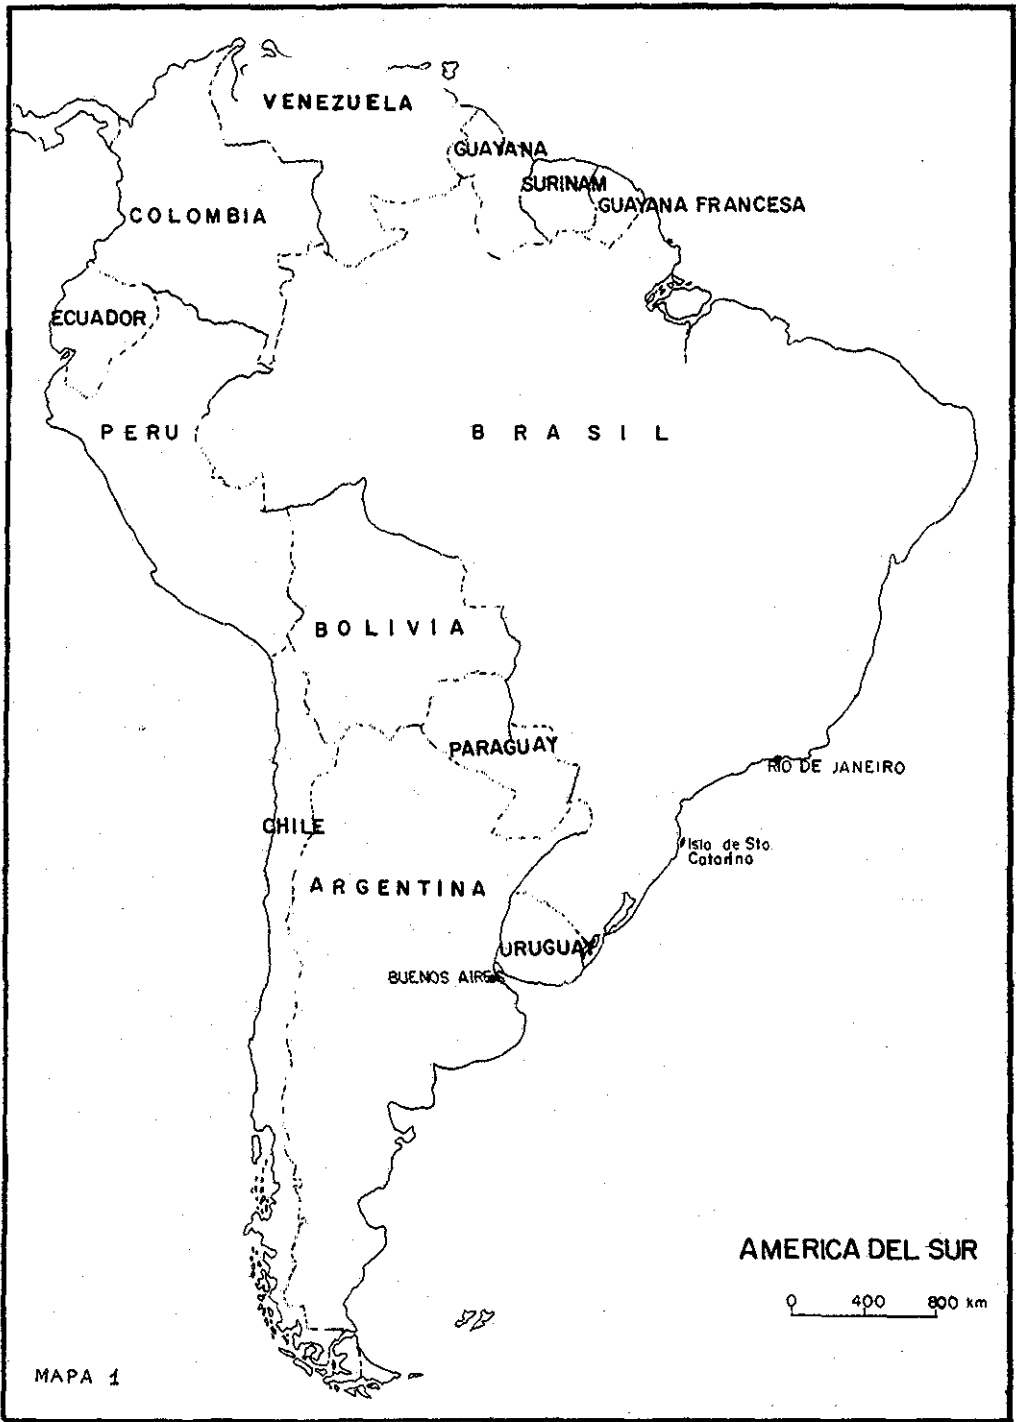 VENEZUELA
GUAYANA
SURINAM
GUAYANA FRANCESA
COLOMBIA
ECUADOR
PERU
BRASIL
BOLIVIA
PARAGUAY
RIO DE JANEIRO
CHILE
Isla de Sta.
Catarina
ARGENTINA
URUGUAY
BUENOS AIRES
AMERICA DEL SUR
0 400 800 km
MAPA 1